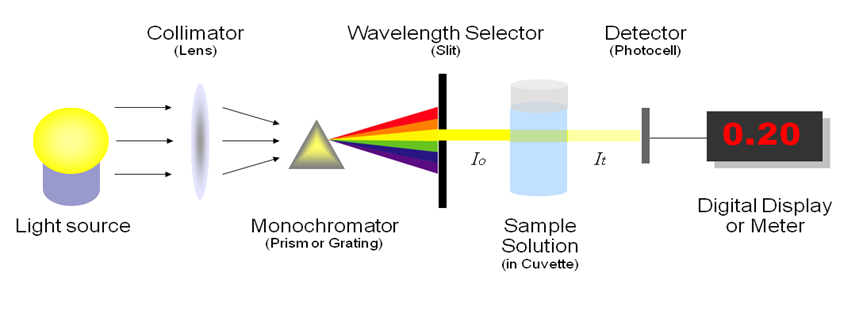 Collimator
(Lens)
Wavelength Selector
(Slit)
Detector
(Photocell)
0.20
Io
It
Light source
Monochromator
(Prism or Grating)
Sample
Solution
(in Cuvette)
Digital Display
or Meter